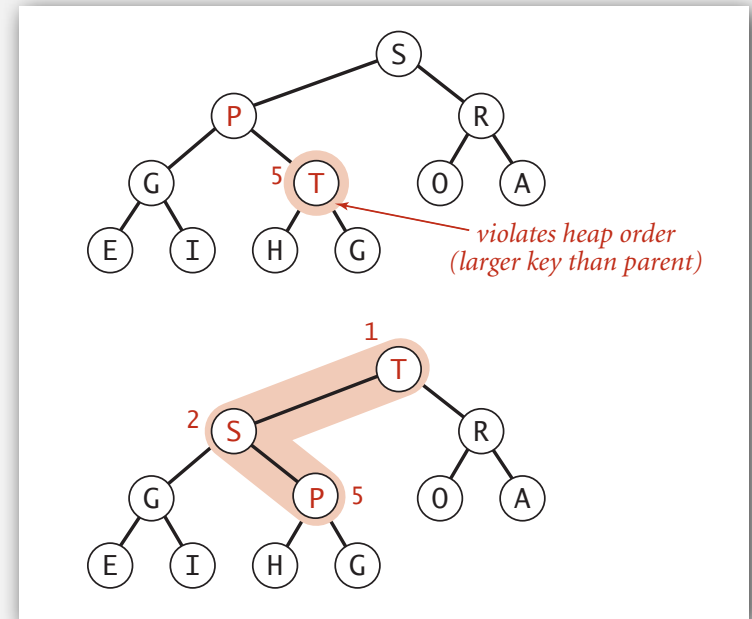 S
P R
G 5 T O A
violates heap order
(larger key than parent)
E I H G
1
T
2 S R
G P 5 O A
E I H G